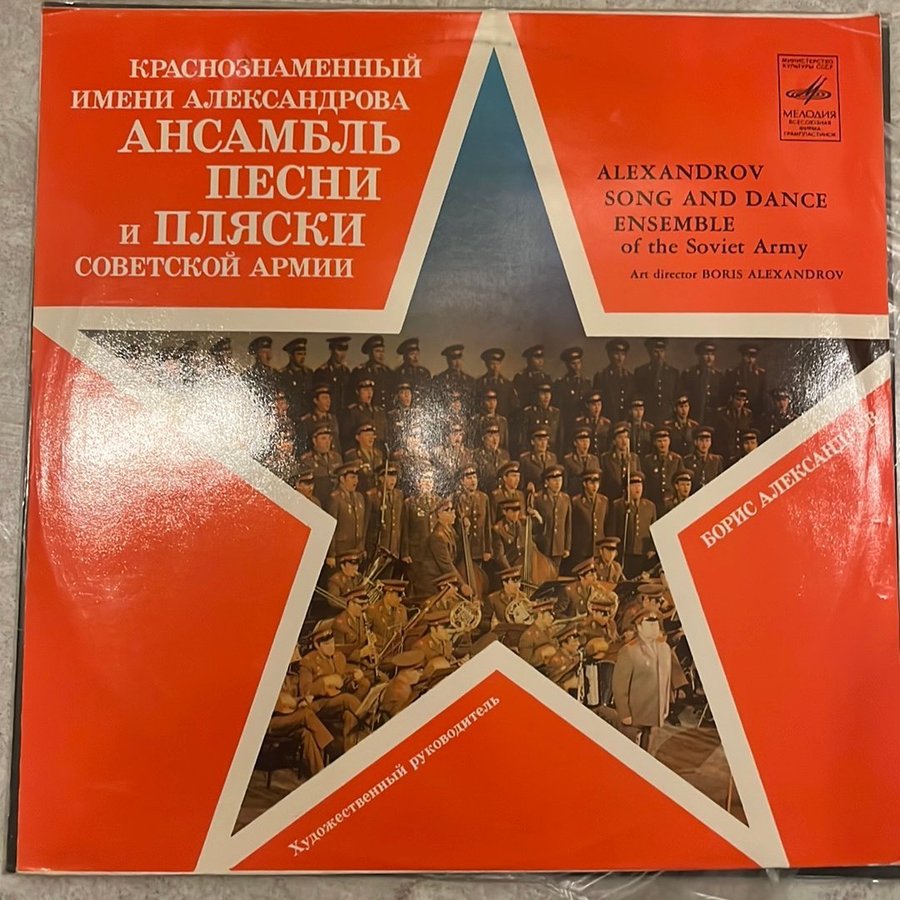 КРАСНОЗНАМЕННЫЙ
ИМЕНИ АЛЕКСАНДРОВА
АНСАМБЛЬ
ПЕСНИ
и ПЛЯСКИ
СОВЕТСКОЙ АРМИИ
МИНИСТЕРСТВО
КУЛЬТУРЫ СССР
МЕЛОДИЯ
ВСЕСОЮЗНАЯ
ФИРМА
ГРАМПЛАСТИНОК
ALEXANDROV
SONG AND DANCE
ENSEMBLE
of the Soviet Army
Art director BORIS ALEXANDROV
Художественный руководитель
БОРИС АЛЕКСАНДРОВ